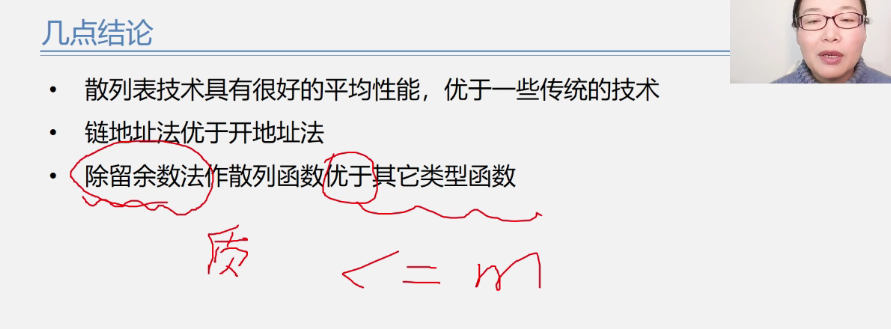 几点结论
• 散列表技术具有很好的平均性能，优于一些传统的技术
• 链地址法优于开地址法
• 除留余数法作散列函数优于其它类型函数
质 <= m